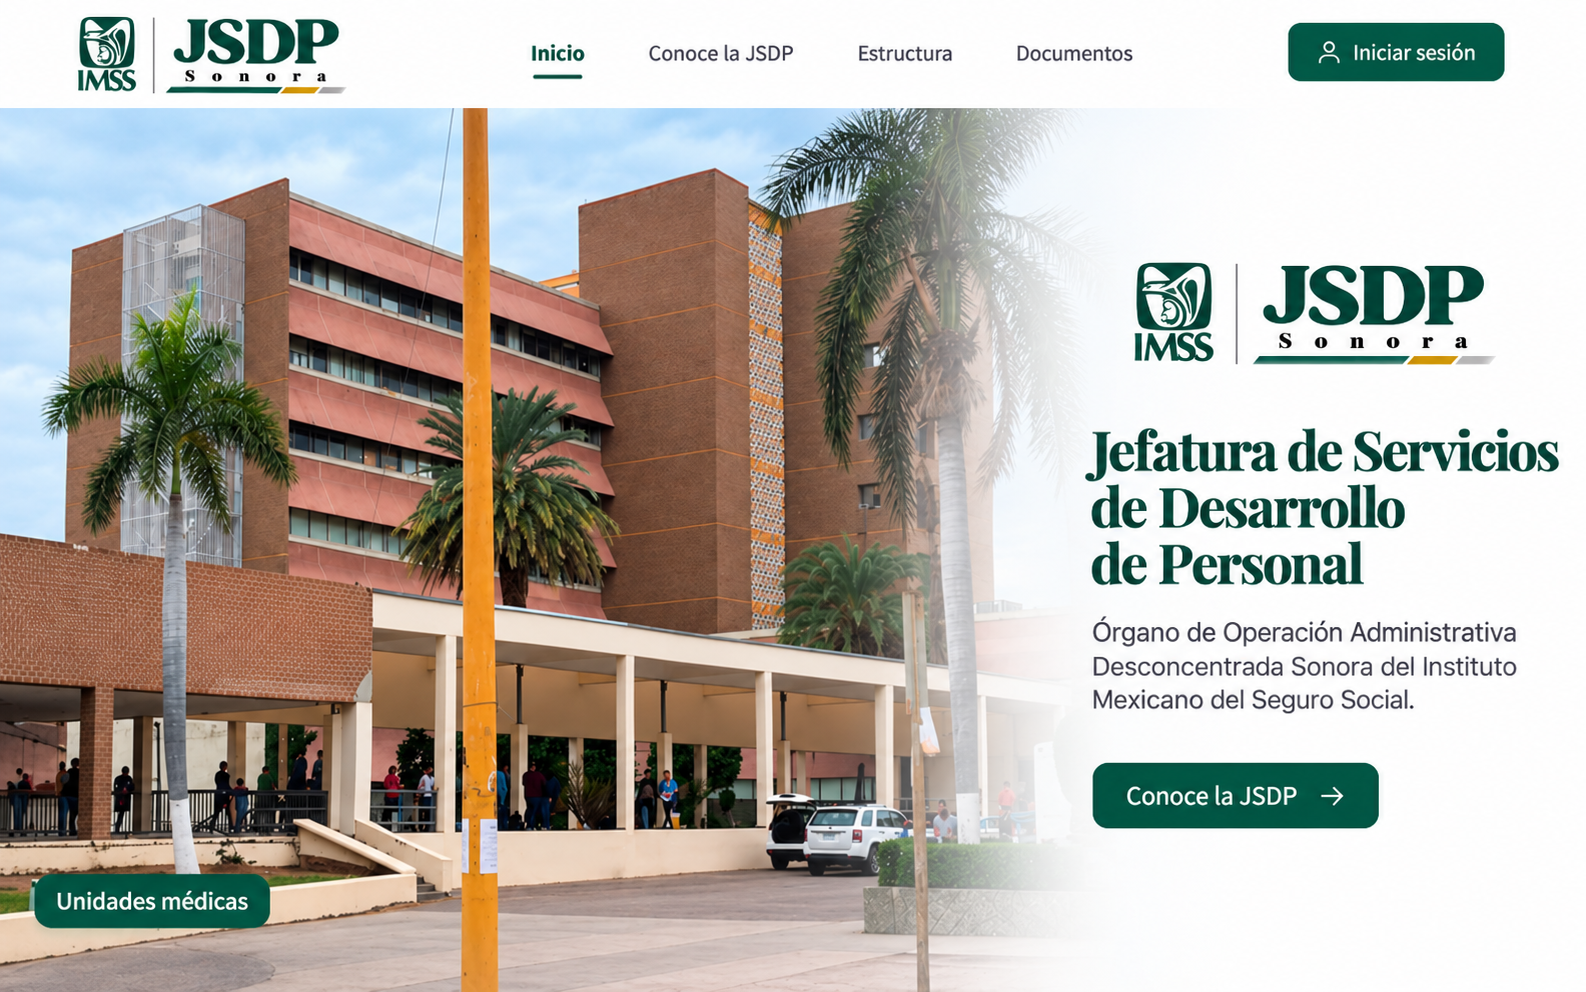 IMSS
JSDP
Sonora
Inicio
Conoce la JSDP
Estructura
Documentos
Iniciar sesión
IMSS
JSDP
Sonora
Jefatura de Servicios
de Desarrollo
de Personal
Órgano de Operación Administrativa
Desconcentrada Sonora del Instituto
Mexicano del Seguro Social.
Conoce la JSDP
Unidades médicas